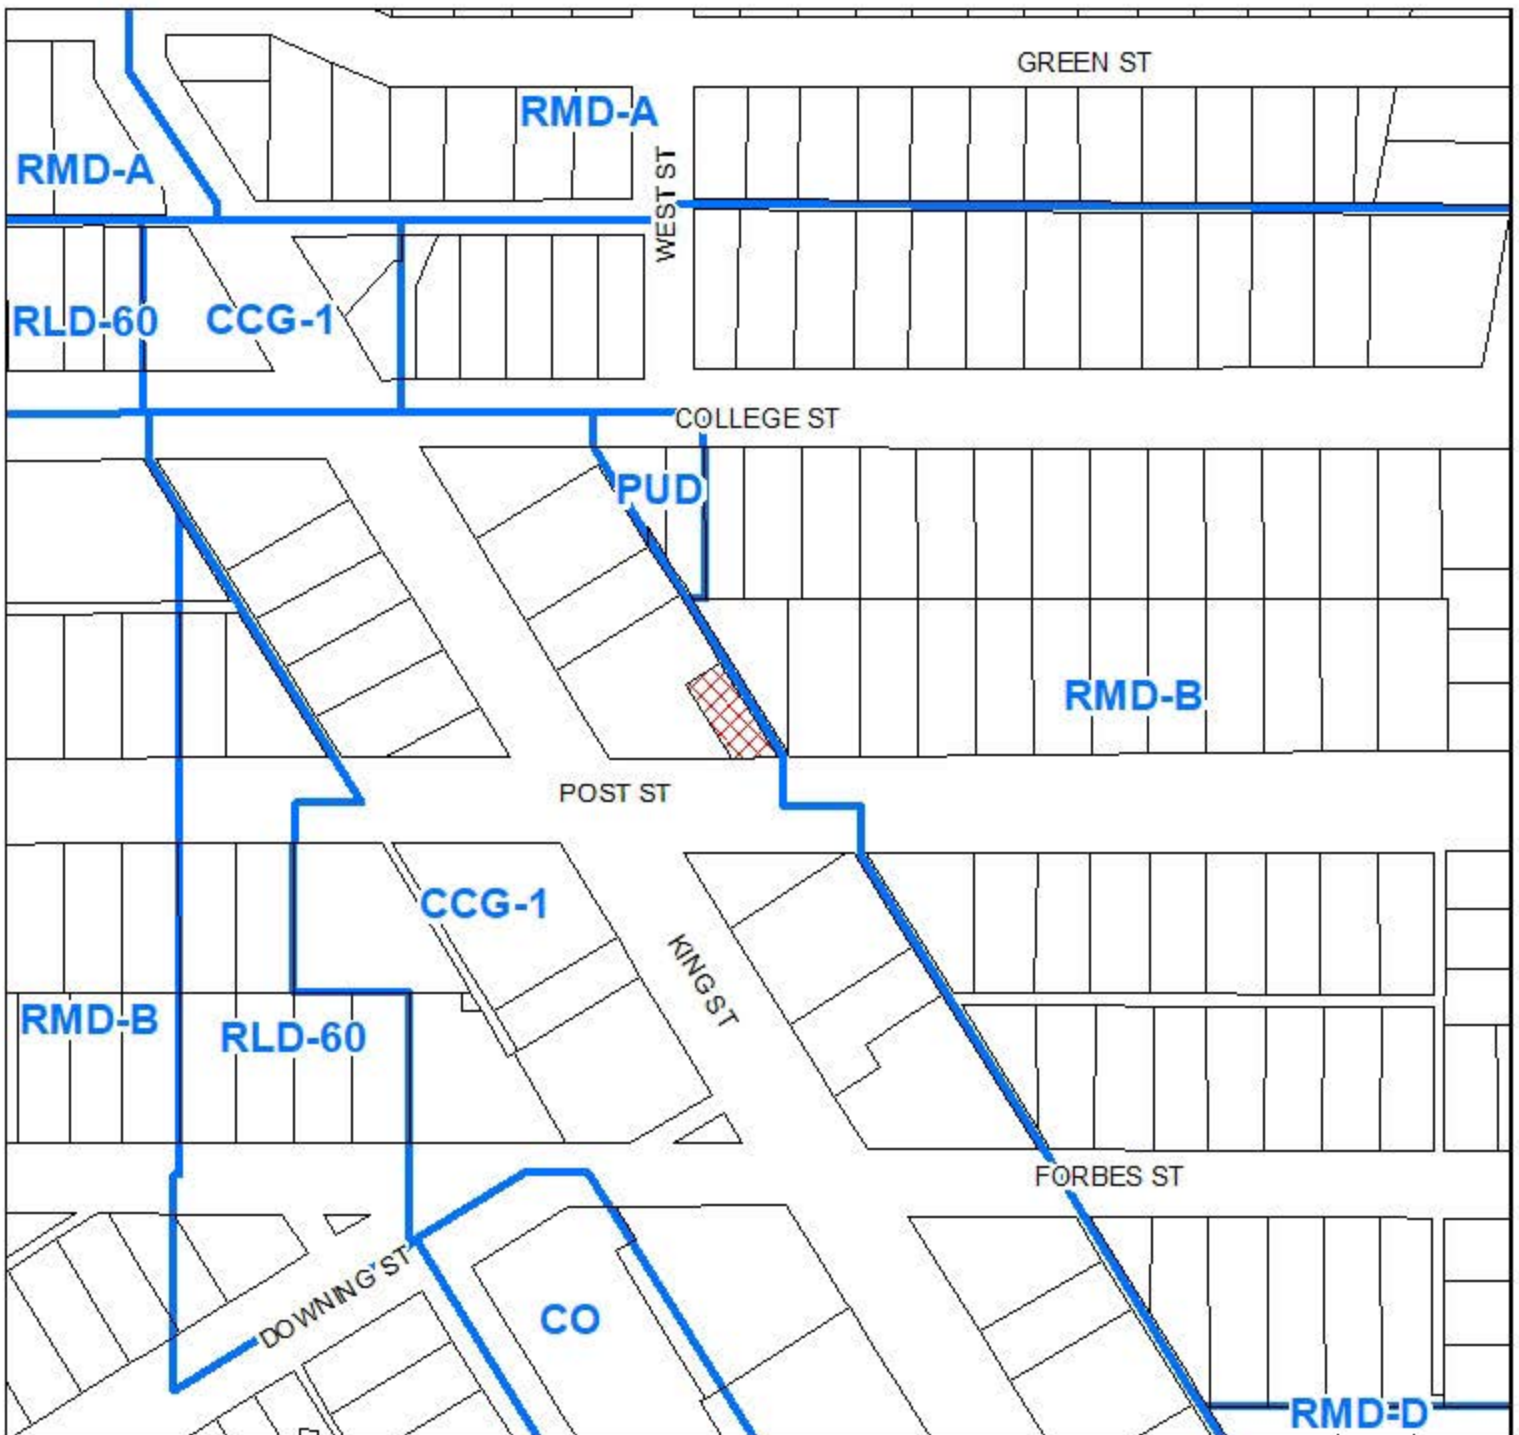 GREEN ST
RMD-A
RMD-A
WEST ST
RLD-60
CCG-1
COLLEGE ST
PUD
RMD-B
POST ST
CCG-1
KING ST
RMD-B
RLD-60
FORBES ST
DOWNING ST
CO
RMD-D